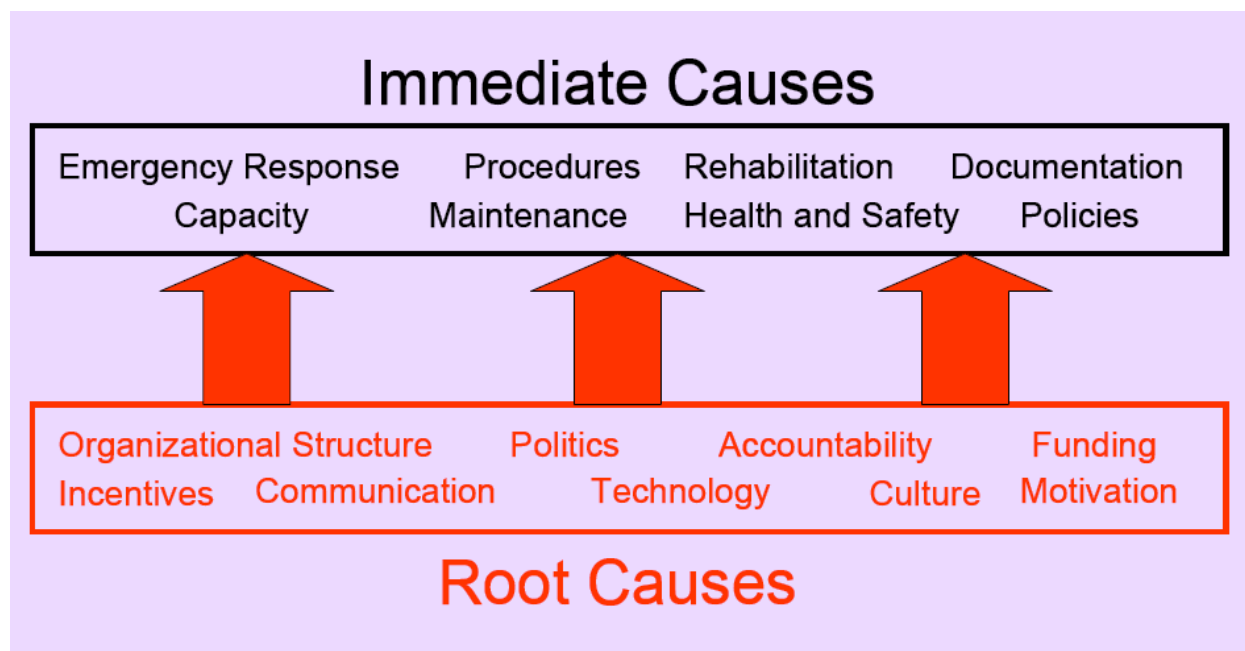 Immediate Causes
Emergency Response Procedures Rehabilitation Documentation
Capacity Maintenance Health and Safety Policies
Organizational Structure Politics Accountability Funding
Incentives Communication Technology Culture Motivation
Root Causes